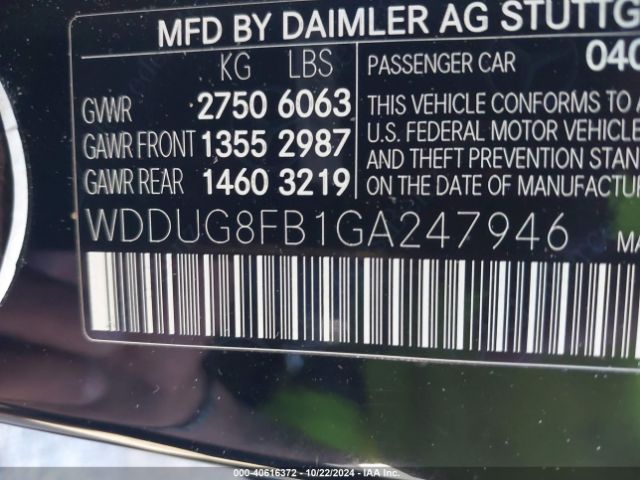 MFD BY DAIMLER AG STUTTG
KG LBS
GVWR 2750 6063
GAWR FRONT 1355 2987
GAWR REAR 1460 3219
PASSENGER CAR 040
THIS VEHICLE CONFORMS TO
U.S. FEDERAL MOTOR VEHICLE
AND THEFT PREVENTION STAN
ON THE DATE OF MANUFACTU
WDDUG8FB1GA247946
MA
000-40616372 - 10/22/2024 - IAA Inc.